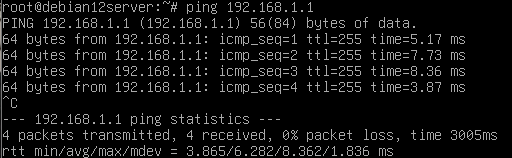 root@debian12server:~# ping 192.168.1.1
PING 192.168.1.1 (192.168.1.1) 56(84) bytes of data.
64 bytes from 192.168.1.1: icmp_seq=1 ttl=255 time=5.17 ms
64 bytes from 192.168.1.1: icmp_seq=2 ttl=255 time=7.73 ms
64 bytes from 192.168.1.1: icmp_seq=3 ttl=255 time=8.36 ms
64 bytes from 192.168.1.1: icmp_seq=4 ttl=255 time=3.87 ms
^C
--- 192.168.1.1 ping statistics ---
4 packets transmitted, 4 received, 0% packet loss, time 3005ms
rtt min/avg/max/mdev = 3.865/6.282/8.362/1.836 ms